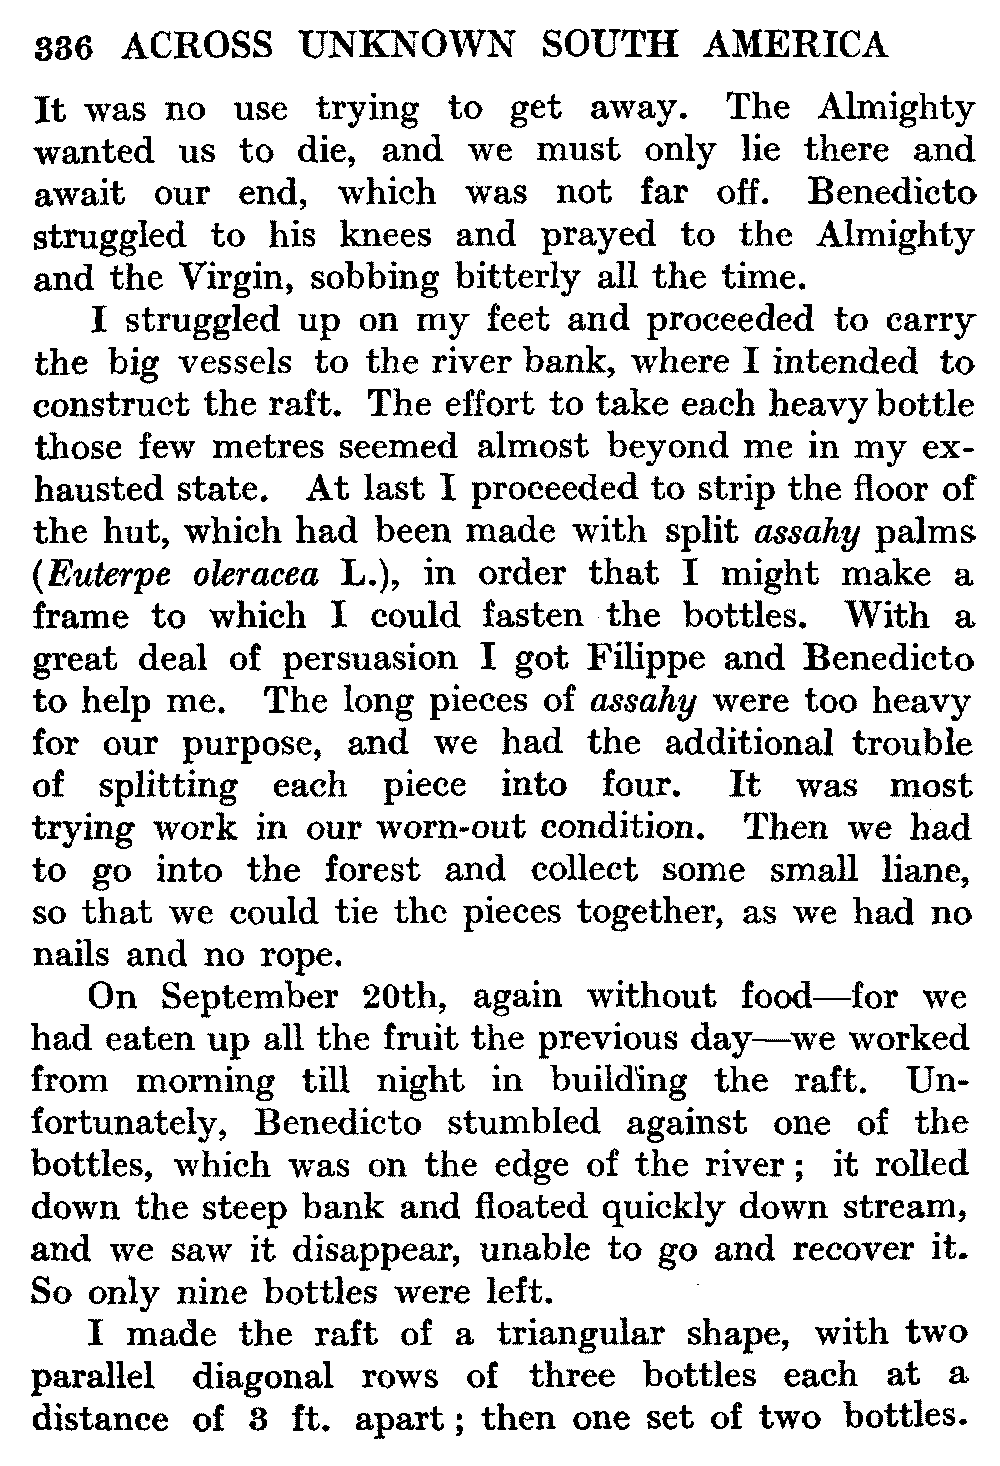 336 ACROSS UNKNOWN SOUTH AMERICA
It was no use trying to get away. The Almighty
wanted us to die, and we must only lie there and
await our end, which was not far off. Benedicto
struggled to his knees and prayed to the Almighty
and the Virgin, sobbing bitterly all the time.
I struggled up on my feet and proceeded to carry
the big vessels to the river bank, where I intended to
construct the raft. The effort to take each heavy bottle
those few metres seemed almost beyond me in my ex-
hausted state. At last I proceeded to strip the floor of
the hut, which had been made with split assahy palms
(Euterpe oleracea L.), in order that I might make a
frame to which I could fasten the bottles. With a
great deal of persuasion I got Filippe and Benedicto
to help me. The long pieces of assahy were too heavy
for our purpose, and we had the additional trouble
of splitting each piece into four. It was most
trying work in our worn-out condition. Then we had
to go into the forest and collect some small liane,
so that we could tie the pieces together, as we had no
nails and no rope.
On September 20th, again without food—for we
had eaten up all the fruit the previous day—we worked
from morning till night in building the raft. Un-
fortunately, Benedicto stumbled against one of the
bottles, which was on the edge of the river; it rolled
down the steep bank and floated quickly down stream,
and we saw it disappear, unable to go and recover it.
So only nine bottles were left.
I made the raft of a triangular shape, with two
parallel diagonal rows of three bottles each at a
distance of 3 ft. apart; then one set of two bottles.